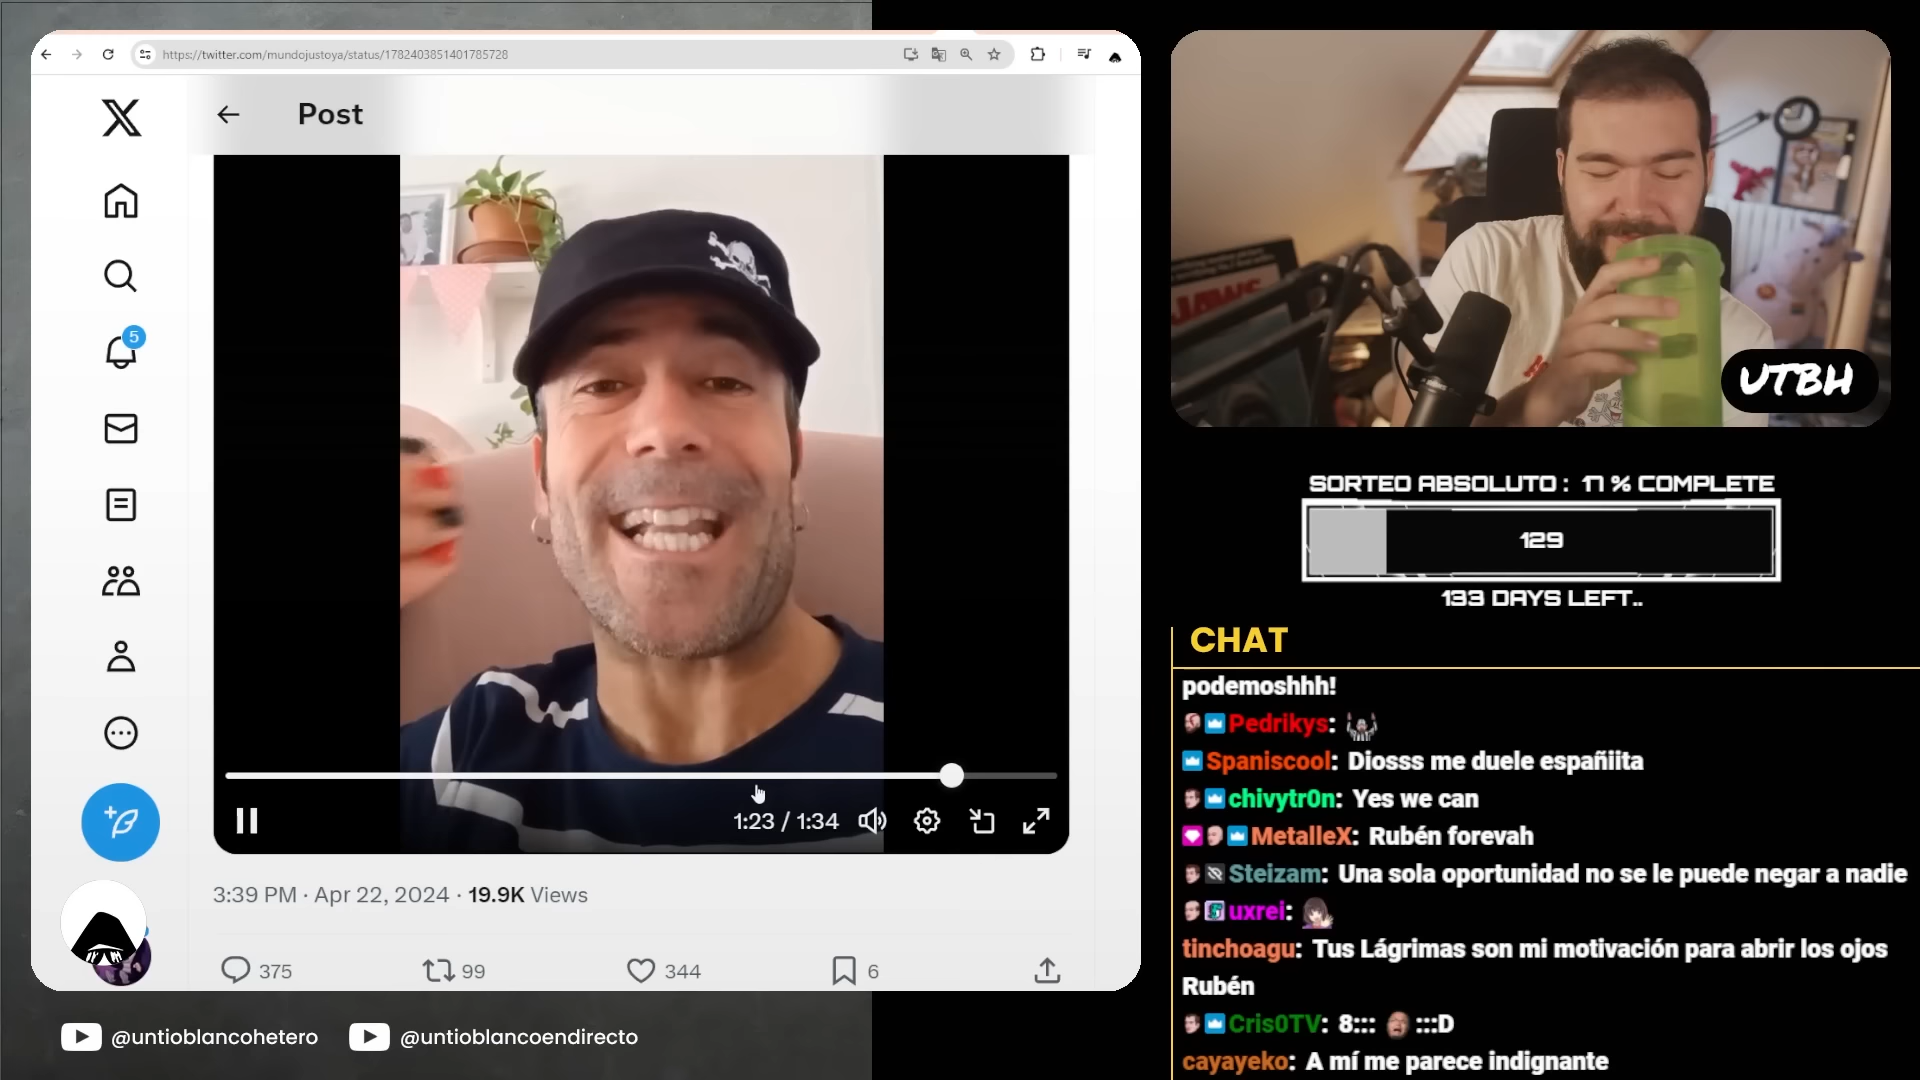 https://twitter.com/mundojustoya/status/1782403851401785728
Post
5
1:23 / 1:34
3:39 PM · Apr 22, 2024 · 19.9K Views
375
99
344
6
@untioblancohetero
@untioblancoendirecto
JAWS
UTBH
SORTEO ABSOLUTO : 17 % COMPLETE
129
133 DAYS LEFT..
CHAT
podemoshhh!
Pedrikys:
Spaniscool: Diosss me duele españiita
chivytr0n: Yes we can
MetalleX: Rubén forevah
Steizam: Una sola oportunidad no se le puede negar a nadie
uxrei:
tinchoagu: Tus Lágrimas son mi motivación para abrir los ojos
Rubén
Cris0TV: 8::: :::D
cayayeko: A mí me parece indignante